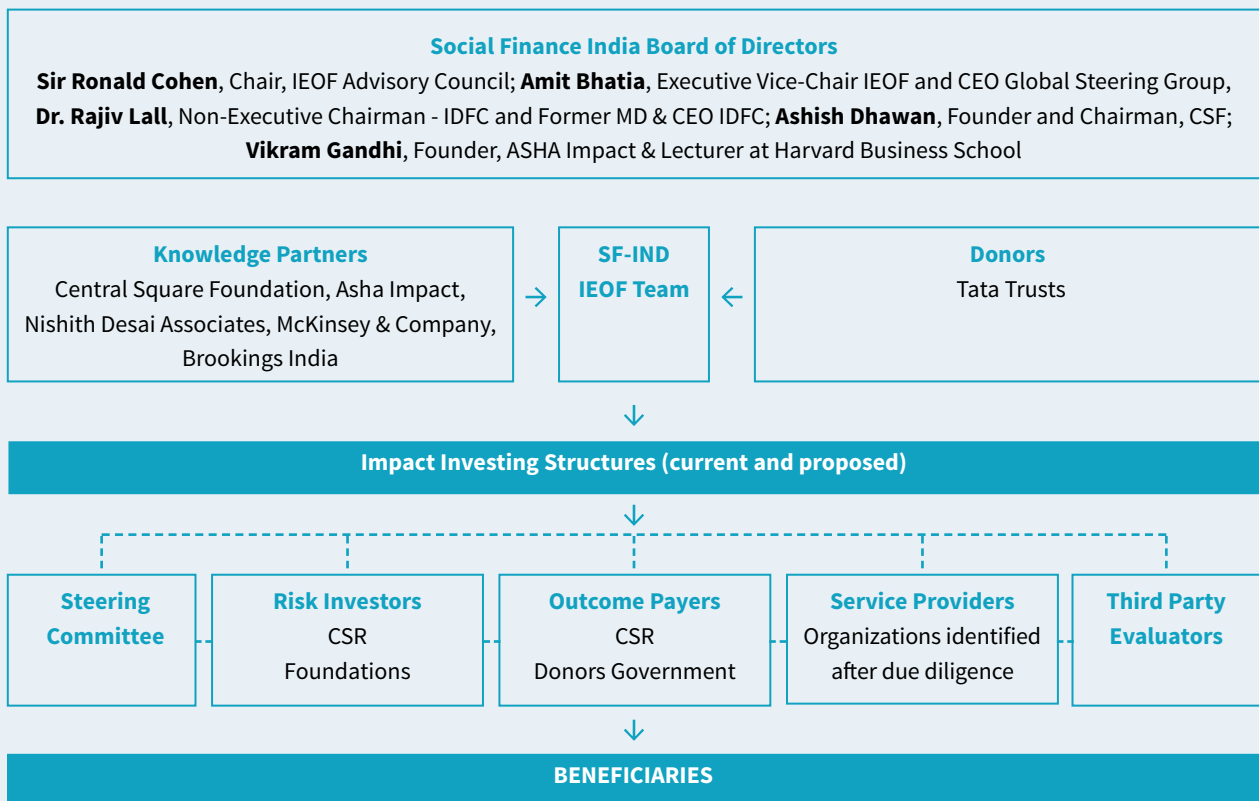 Social Finance India Board of Directors
Sir Ronald Cohen, Chair, IEOF Advisory Council; Amit Bhatia, Executive Vice-Chair IEOF and CEO Global Steering Group,
Dr. Rajiv Lall, Non-Executive Chairman - IDFC and Former MD & CEO IDFC; Ashish Dhawan, Founder and Chairman, CSF;
Vikram Gandhi, Founder, ASHA Impact & Lecturer at Harvard Business School
Knowledge Partners
Central Square Foundation, Asha Impact,
Nishith Desai Associates, McKinsey & Company,
Brookings India
SF-IND
IEOF Team
Donors
Tata Trusts
Impact Investing Structures (current and proposed)
Steering
Committee
Risk Investors
CSR
Foundations
Outcome Payers
CSR
Donors Government
Service Providers
Organizations identified
after due diligence
Third Party
Evaluators
BENEFICIARIES